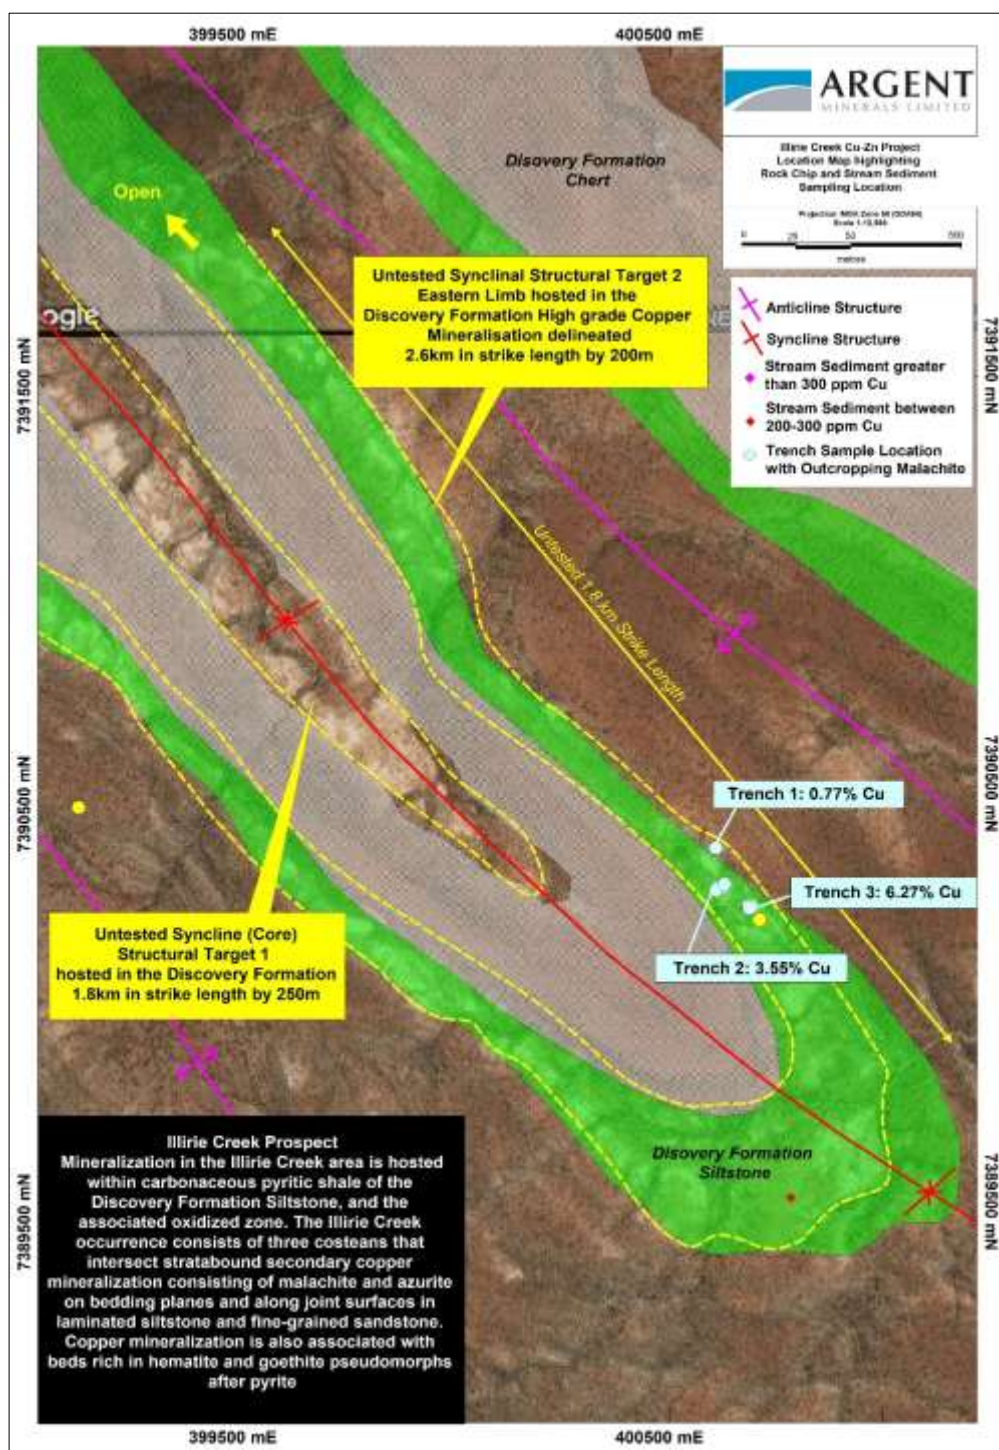 399500 mE
400500 mE
ARGENT
MINERALS LIMITED
Illirie Creek Cu-Zn Project
Location Map highlighting
Rock Chip and Stream Sediment
Sampling Location
Scale
0
25
50
500
metres
Disovery Formation
Chert
Open
Untested Synclinal Structural Target 2
Eastern Limb hosted in the
Discovery Formation High grade Copper
Mineralisation delineated
2.6km in strike length by 200m
ogle
Anticline Structure
Syncline Structure
Stream Sediment greater
than 300 ppm Cu
Stream Sediment between
200-300 ppm Cu
Trench Sample Location
with Outcropping Malachite
7391500 mN
7391500 mN
Untested 1.8 km Strike Length
7390500 mN
7390500 mN
Trench 1: 0.77% Cu
Trench 3: 6.27% Cu
Trench 2: 3.55% Cu
Untested Syncline (Core)
Structural Target 1
hosted in the Discovery Formation
1.8km in strike length by 250m
Disovery Formation
Siltstone
7389500 mN
7389500 mN
Illirie Creek Prospect
Mineralization in the Illirie Creek area is hosted
within carbonaceous pyritic shale of the
Discovery Formation Siltstone, and the
associated oxidized zone. The Illirie Creek
occurrence consists of three costeans that
intersect stratabound secondary copper
mineralization consisting of malachite and azurite
on bedding planes and along joint surfaces in
laminated siltstone and fine-grained sandstone.
Copper mineralization is also associated with
beds rich in hematite and goethite pseudomorphs
after pyrite
399500 mE
400500 mE